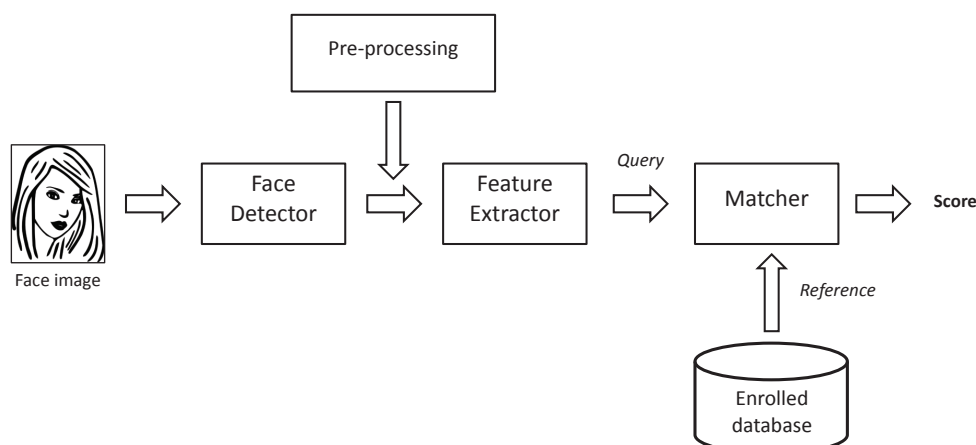 Pre-processing
Face image
Face
Detector
Feature
Extractor
Query
Matcher
Score
Reference
Enrolled
database